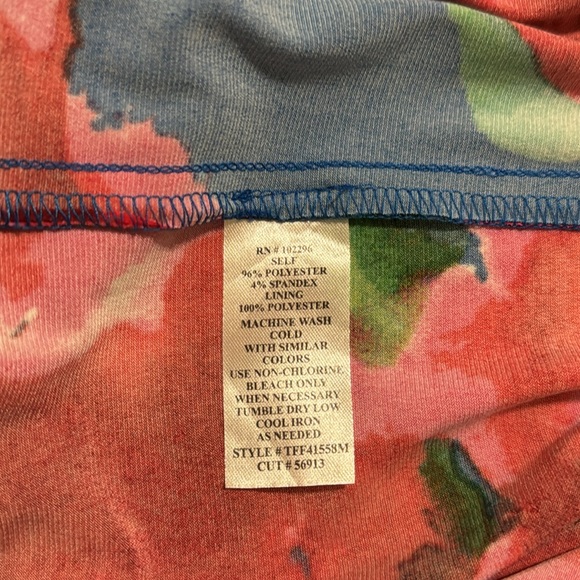 RN # 102296
SELF
96% POLYESTER
4% SPANDEX
LINING
100% POLYESTER
MACHINE WASH
COLD
WITH SIMILAR
COLORS
USE NON-CHLORINE
BLEACH ONLY
WHEN NECESSARY
TUMBLE DRY LOW
COOL IRON
AS NEEDED
STYLE # TFF41558M
CUT # 56913